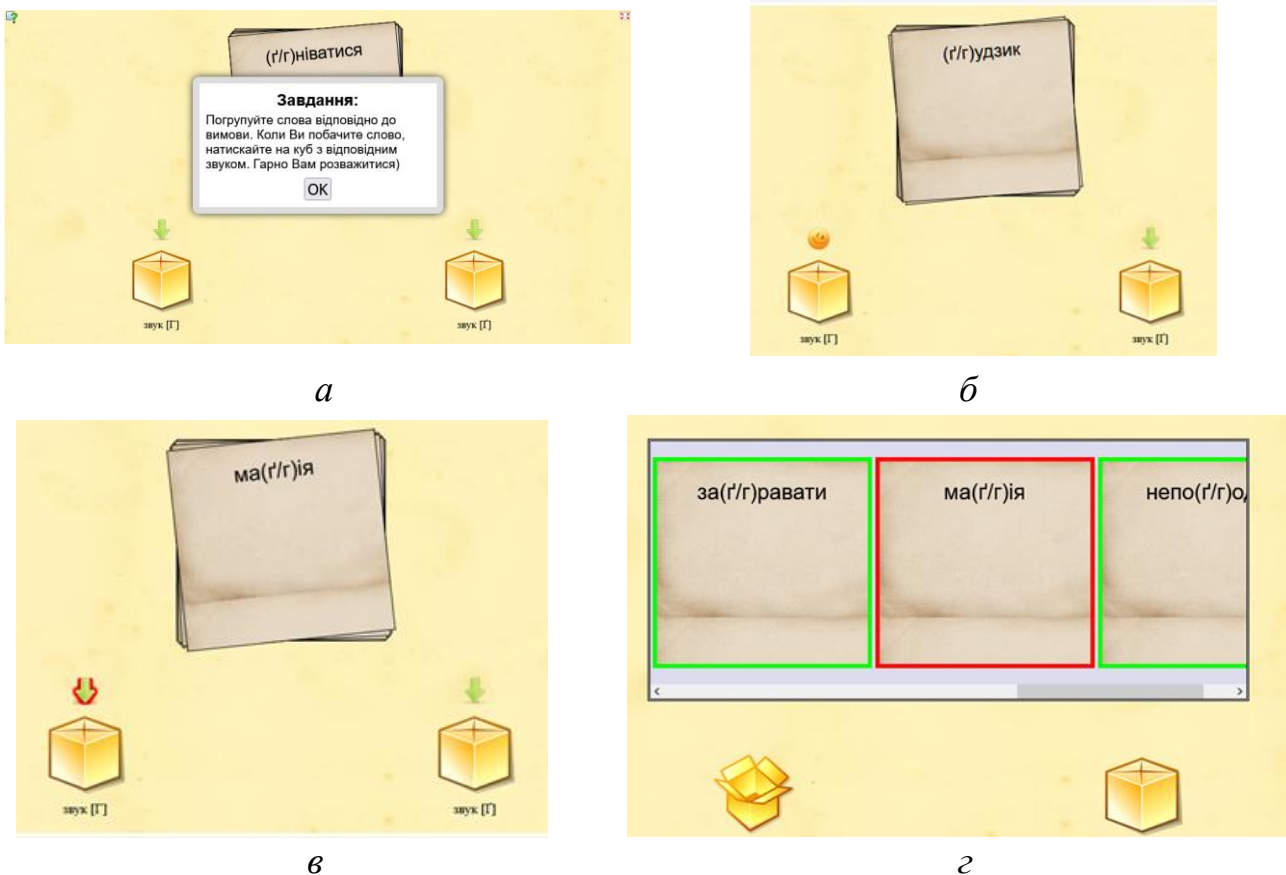 (ґ/г)ніватися
Завдання:
Погрупуйте слова відповідно до
вимови. Коли Ви побачите слово,
натискайте на куб з відповідним
звуком. Гарно Вам розважитися)
OK
звук [Г]
звук [Ґ]
а
(ґ/г)удзик
звук [Г]
звук [Ґ]
б
ма(ґ/г)ія
звук [Г]
звук [Ґ]
в
за(ґ/г)равати
ма(ґ/г)ія
непо(ґ/г)о
г